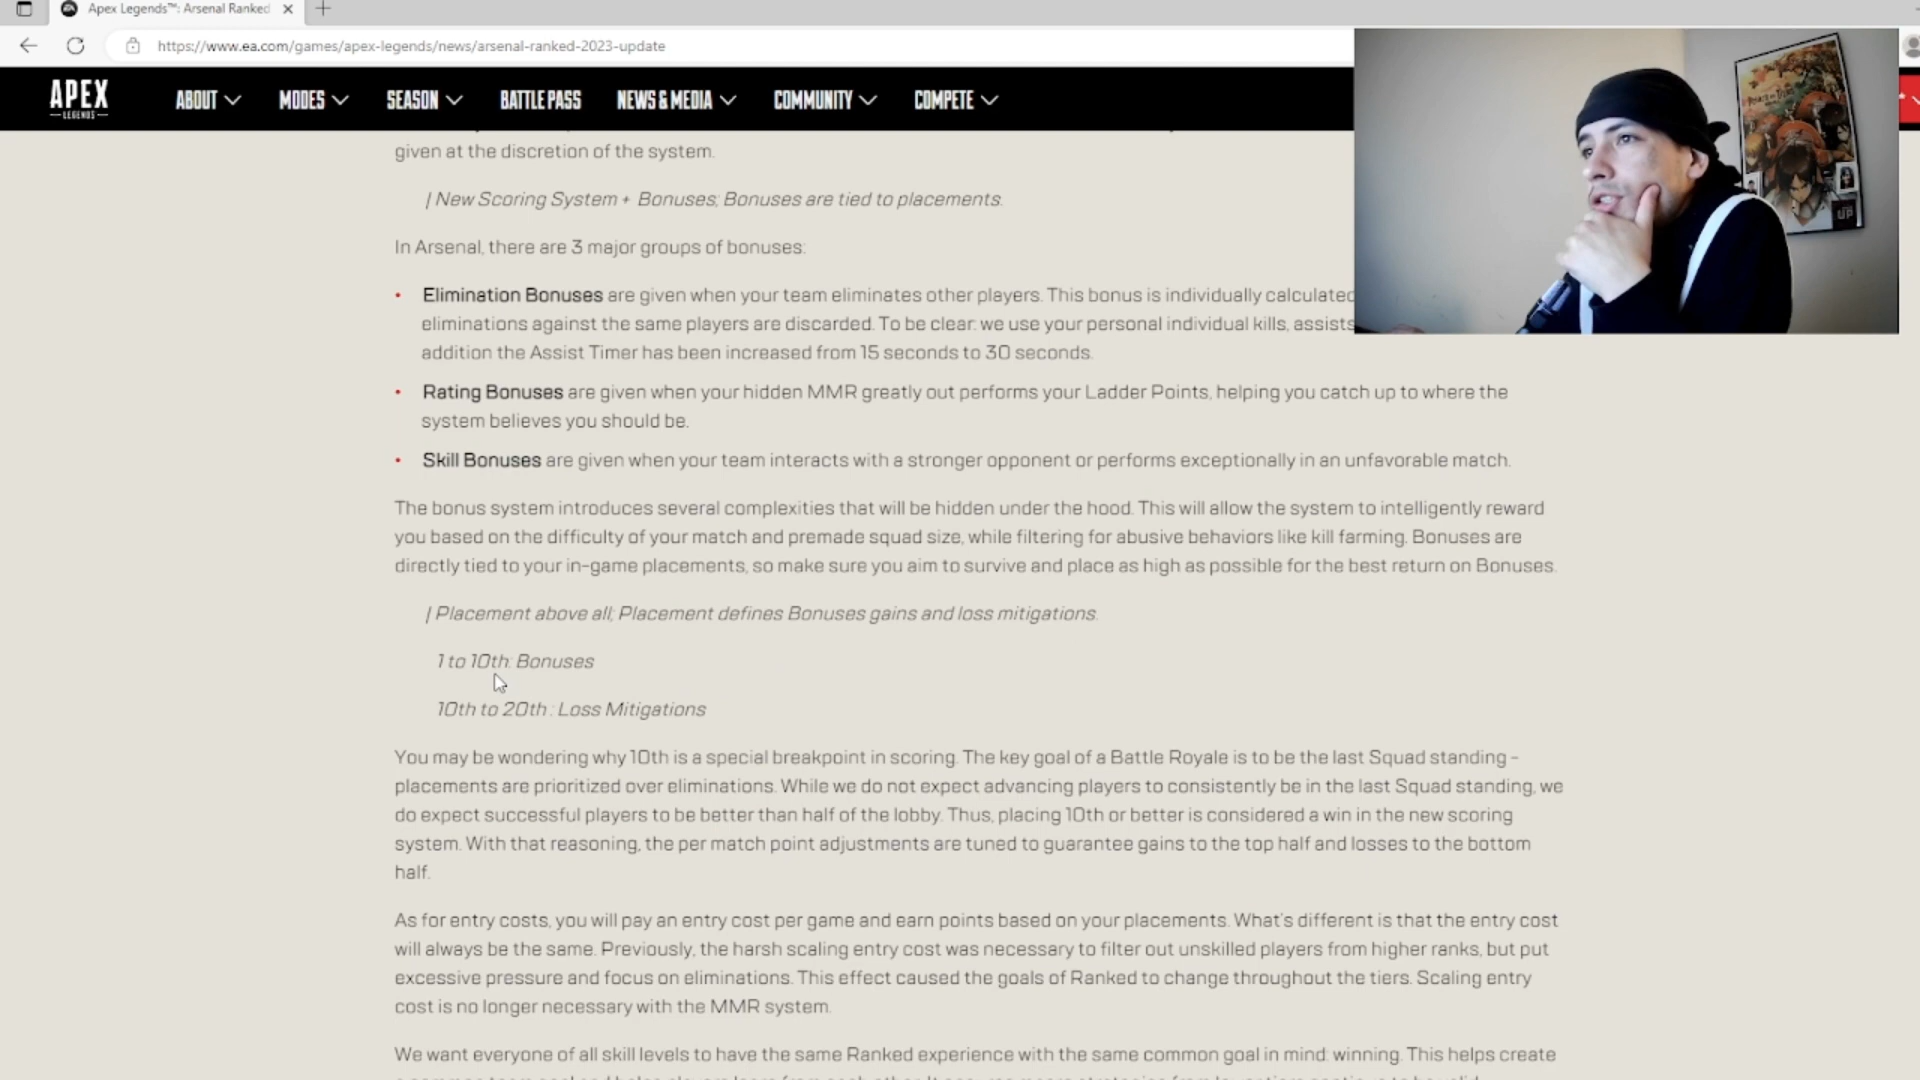 Apex Legends™: Arsenal Ranked
https://www.ea.com/games/apex-legends/news/arsenal-ranked-2023-update
APEX
LEGENDS
ABOUT MODES SEASON BATTLE PASS NEWS & MEDIA COMMUNITY COMPETE
given at the discretion of the system.
| New Scoring System + Bonuses; Bonuses are tied to placements.
In Arsenal, there are 3 major groups of bonuses:
• Elimination Bonuses are given when your team eliminates other players. This bonus is individually calculated
eliminations against the same players are discarded. To be clear: we use your personal individual kills, assists
addition the Assist Timer has been increased from 15 seconds to 30 seconds.
• Rating Bonuses are given when your hidden MMR greatly out performs your Ladder Points, helping you catch up to where the
system believes you should be.
• Skill Bonuses are given when your team interacts with a stronger opponent or performs exceptionally in an unfavorable match.
The bonus system introduces several complexities that will be hidden under the hood. This will allow the system to intelligently reward
you based on the difficulty of your match and premade squad size, while filtering for abusive behaviors like kill farming. Bonuses are
directly tied to your in-game placements, so make sure you aim to survive and place as high as possible for the best return on Bonuses.
| Placement above all; Placement defines Bonuses gains and loss mitigations.
1 to 10th: Bonuses
10th to 20th : Loss Mitigations
You may be wondering why 10th is a special breakpoint in scoring. The key goal of a Battle Royale is to be the last Squad standing -
placements are prioritized over eliminations. While we do not expect advancing players to consistently be in the last Squad standing, we
do expect successful players to be better than half of the lobby. Thus, placing 10th or better is considered a win in the new scoring
system. With that reasoning, the per match point adjustments are tuned to guarantee gains to the top half and losses to the bottom
half.
As for entry costs, you will pay an entry cost per game and earn points based on your placements. What's different is that the entry cost
will always be the same. Previously, the harsh scaling entry cost was necessary to filter out unskilled players from higher ranks, but put
excessive pressure and focus on eliminations. This effect caused the goals of Ranked to change throughout the tiers. Scaling entry
cost is no longer necessary with the MMR system.
We want everyone of all skill levels to have the same Ranked experience with the same common goal in mind: winning. This helps create